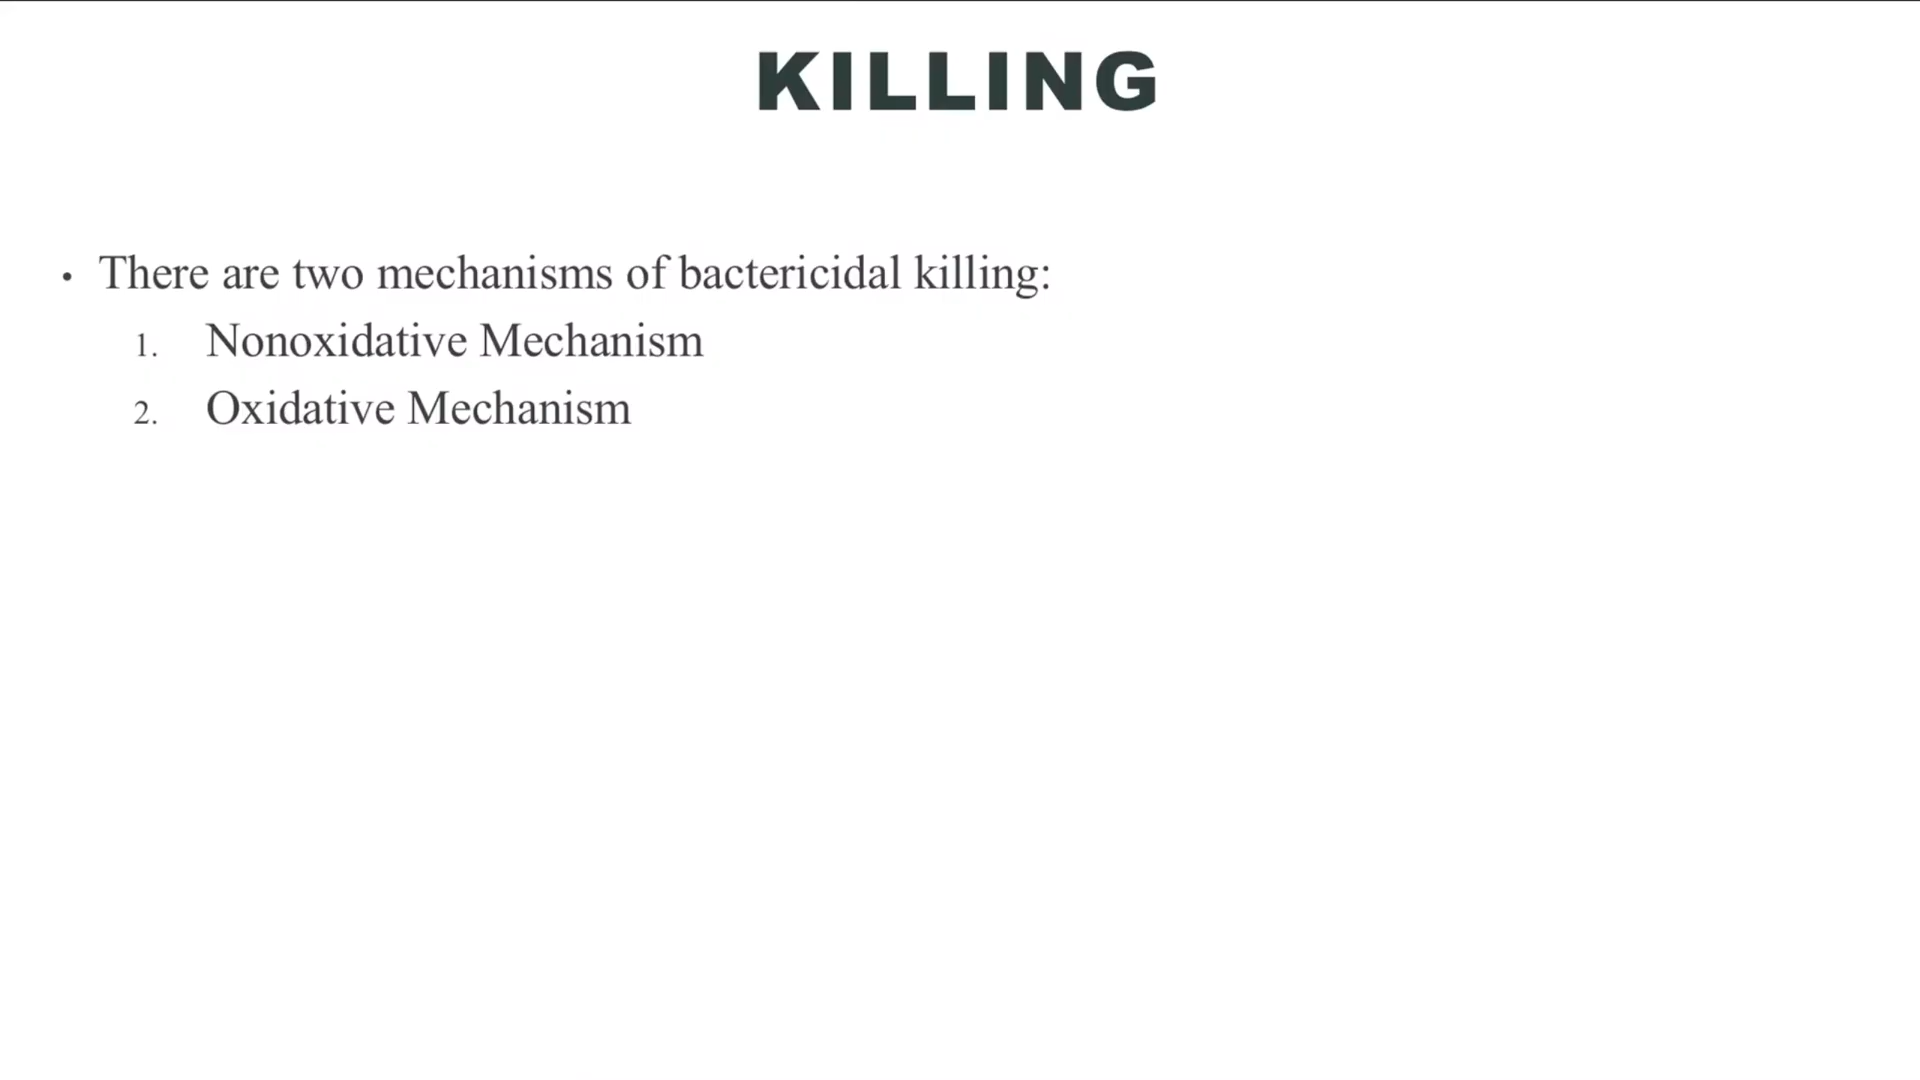 KILLING
• There are two mechanisms of bactericidal killing:
1. Nonoxidative Mechanism
2. Oxidative Mechanism